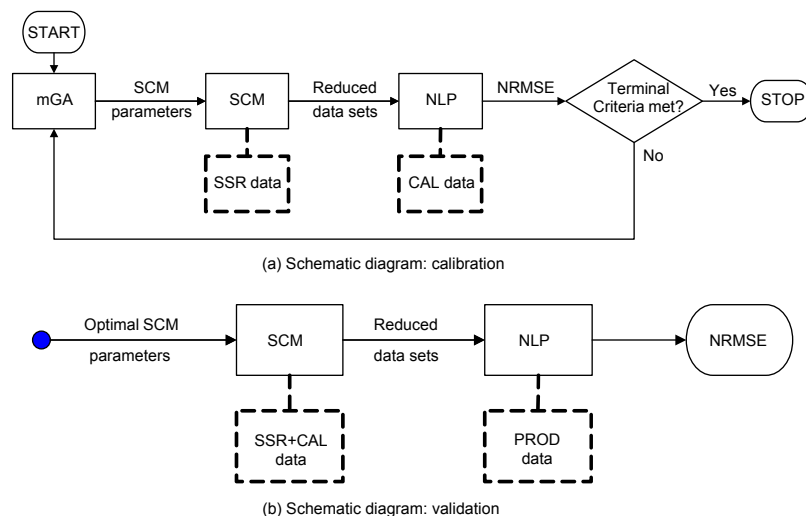 START
mGA
SCM
parameters
SCM
Reduced
data sets
NLP
NRMSE
Terminal
Criteria met?
Yes
STOP
No
SSR data
CAL data
(a) Schematic diagram: calibration
Optimal SCM
parameters
SCM
Reduced
data sets
NLP
NRMSE
SSR+CAL
data
PROD
data
(b) Schematic diagram: validation